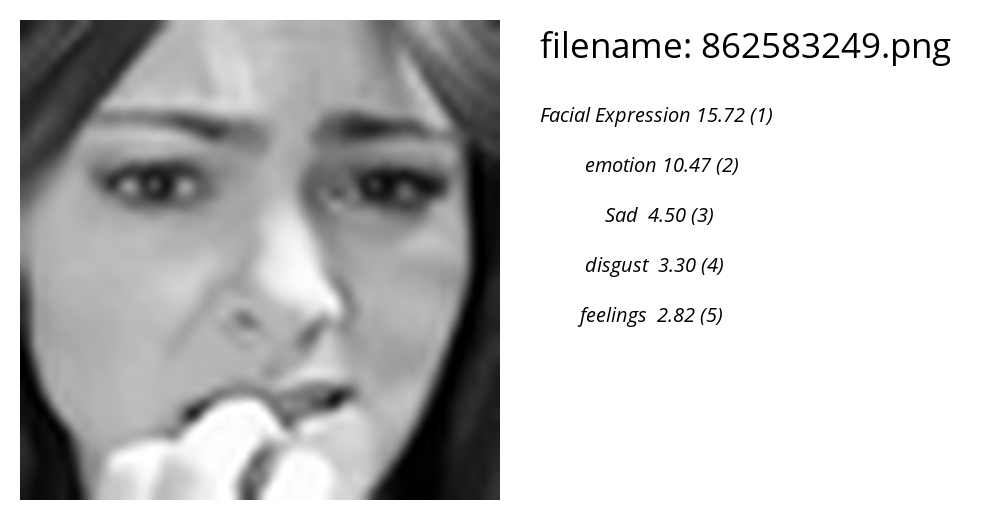 filename: 862583249.png
Facial Expression 15.72 (1)
emotion 10.47 (2)
Sad 4.50 (3)
disgust 3.30 (4)
feelings 2.82 (5)